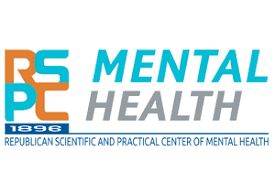 RS
PC
1896
MENTAL
HEALTH
REPUBLICAN SCIENTIFIC AND PRACTICAL CENTER OF MENTAL HEALTH